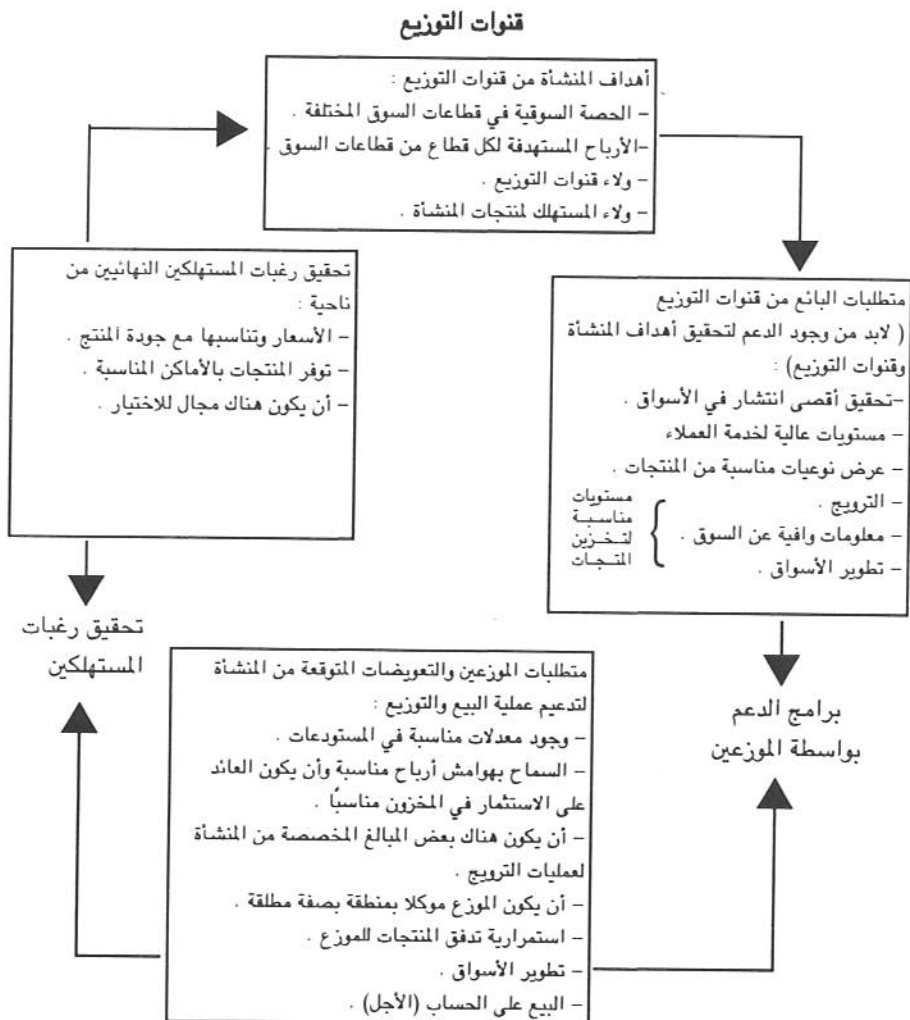 قنوات التوزيع
أهداف المنشأة من قنوات التوزيع :
– الحصة السوقية في قطاعات السوق المختلفة .
–الأرباح المستهدفة لكل قطاع من قطاعات السوق .
– ولاء قنوات التوزيع .
– ولاء المستهلك لمنتجات المنشأة .
متطلبات البائع من قنوات التوزيع
( لابد من وجود الدعم لتحقيق أهداف المنشأة
وقنوات التوزيع) :
–تحقيق أقصى انتشار في الأسواق .
– مستويات عالية لخدمة العملاء
– عرض نوعيات مناسبة من المنتجات .
– الترويج .
– معلومات وافية عن السوق .
– تطوير الأسواق .
مستويات
مناسبة
لتخزين
المتجات
برامج الدعم
بواسطة الموزعين
متطلبات الموزعين والتعويضات المتوقعة من المنشأة
لتدعيم عملية البيع والتوزيع :
– وجود معدلات مناسبة في المستودعات .
– السماح بهوامش أرباح مناسبة وأن يكون العائد
على الاستثمار في المخزون مناسبًا .
– أن يكون هناك بعض المبالغ المخصصة من المنشأة
لعمليات الترويج .
– أن يكون الموزع موكلا بمنطقة بصفة مطلقة .
– استمرارية تدفق المنتجات للموزع .
– تطوير الأسواق .
– البيع على الحساب (الأجل) .
تحقيق رغبات المستهلكين النهائيين من
ناحية :
– الأسعار وتناسبها مع جودة المنتج .
– توفر المنتجات بالأماكن المناسبة .
– أن يكون هناك مجال للاختيار .
تحقيق رغبات
المستهلكين